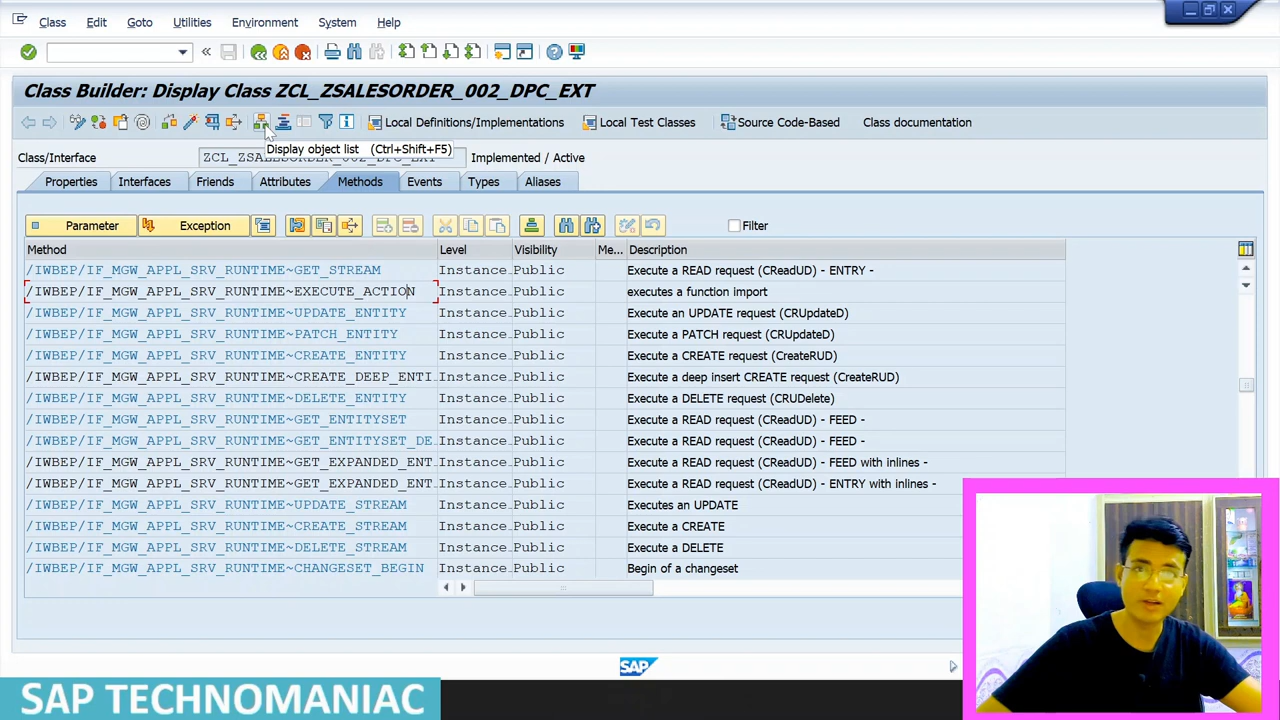 Class Edit Goto Utilities Environment System Help
Class Builder: Display Class ZCL_ZSALESORDER_002_DPC_EXT
Local Definitions/Implementations Local Test Classes Source Code-Based Class documentation
Display object list (Ctrl+Shift+F5)
Class/Interface ZCL_ZSALESORDER_002_DPC_EXT Implemented / Active
Properties Interfaces Friends Attributes Methods Events Types Aliases
Parameter Exception Filter
Method Level Visibility Me... Description
/IWBEP/IF_MGW_APPL_SRV_RUNTIME~GET_STREAM Instance Public Execute a READ request (CReadUD) - ENTRY -
/IWBEP/IF_MGW_APPL_SRV_RUNTIME~EXECUTE_ACTION Instance Public executes a function import
/IWBEP/IF_MGW_APPL_SRV_RUNTIME~UPDATE_ENTITY Instance Public Execute an UPDATE request (CRUpdateD)
/IWBEP/IF_MGW_APPL_SRV_RUNTIME~PATCH_ENTITY Instance Public Execute a PATCH request (CRUpdateD)
/IWBEP/IF_MGW_APPL_SRV_RUNTIME~CREATE_ENTITY Instance Public Execute a CREATE request (CreateRUD)
/IWBEP/IF_MGW_APPL_SRV_RUNTIME~CREATE_DEEP_ENTI Instance Public Execute a deep insert CREATE request (CreateRUD)
/IWBEP/IF_MGW_APPL_SRV_RUNTIME~DELETE_ENTITY Instance Public Execute a DELETE request (CRUDelete)
/IWBEP/IF_MGW_APPL_SRV_RUNTIME~GET_ENTITYSET Instance Public Execute a READ request (CReadUD) - FEED -
/IWBEP/IF_MGW_APPL_SRV_RUNTIME~GET_ENTITYSET_DE Instance Public Execute a READ request (CReadUD) - FEED -
/IWBEP/IF_MGW_APPL_SRV_RUNTIME~GET_EXPANDED_ENT Instance Public Execute a READ request (CReadUD) - FEED with inlines -
/IWBEP/IF_MGW_APPL_SRV_RUNTIME~GET_EXPANDED_ENT Instance Public Execute a READ request (CReadUD) - ENTRY with inlines -
/IWBEP/IF_MGW_APPL_SRV_RUNTIME~UPDATE_STREAM Instance Public Executes an UPDATE
/IWBEP/IF_MGW_APPL_SRV_RUNTIME~CREATE_STREAM Instance Public Execute a CREATE
/IWBEP/IF_MGW_APPL_SRV_RUNTIME~DELETE_STREAM Instance Public Execute a DELETE
/IWBEP/IF_MGW_APPL_SRV_RUNTIME~CHANGESET_BEGIN Instance Public Begin of a changeset
SAP
SAP TECHNOMANIAC